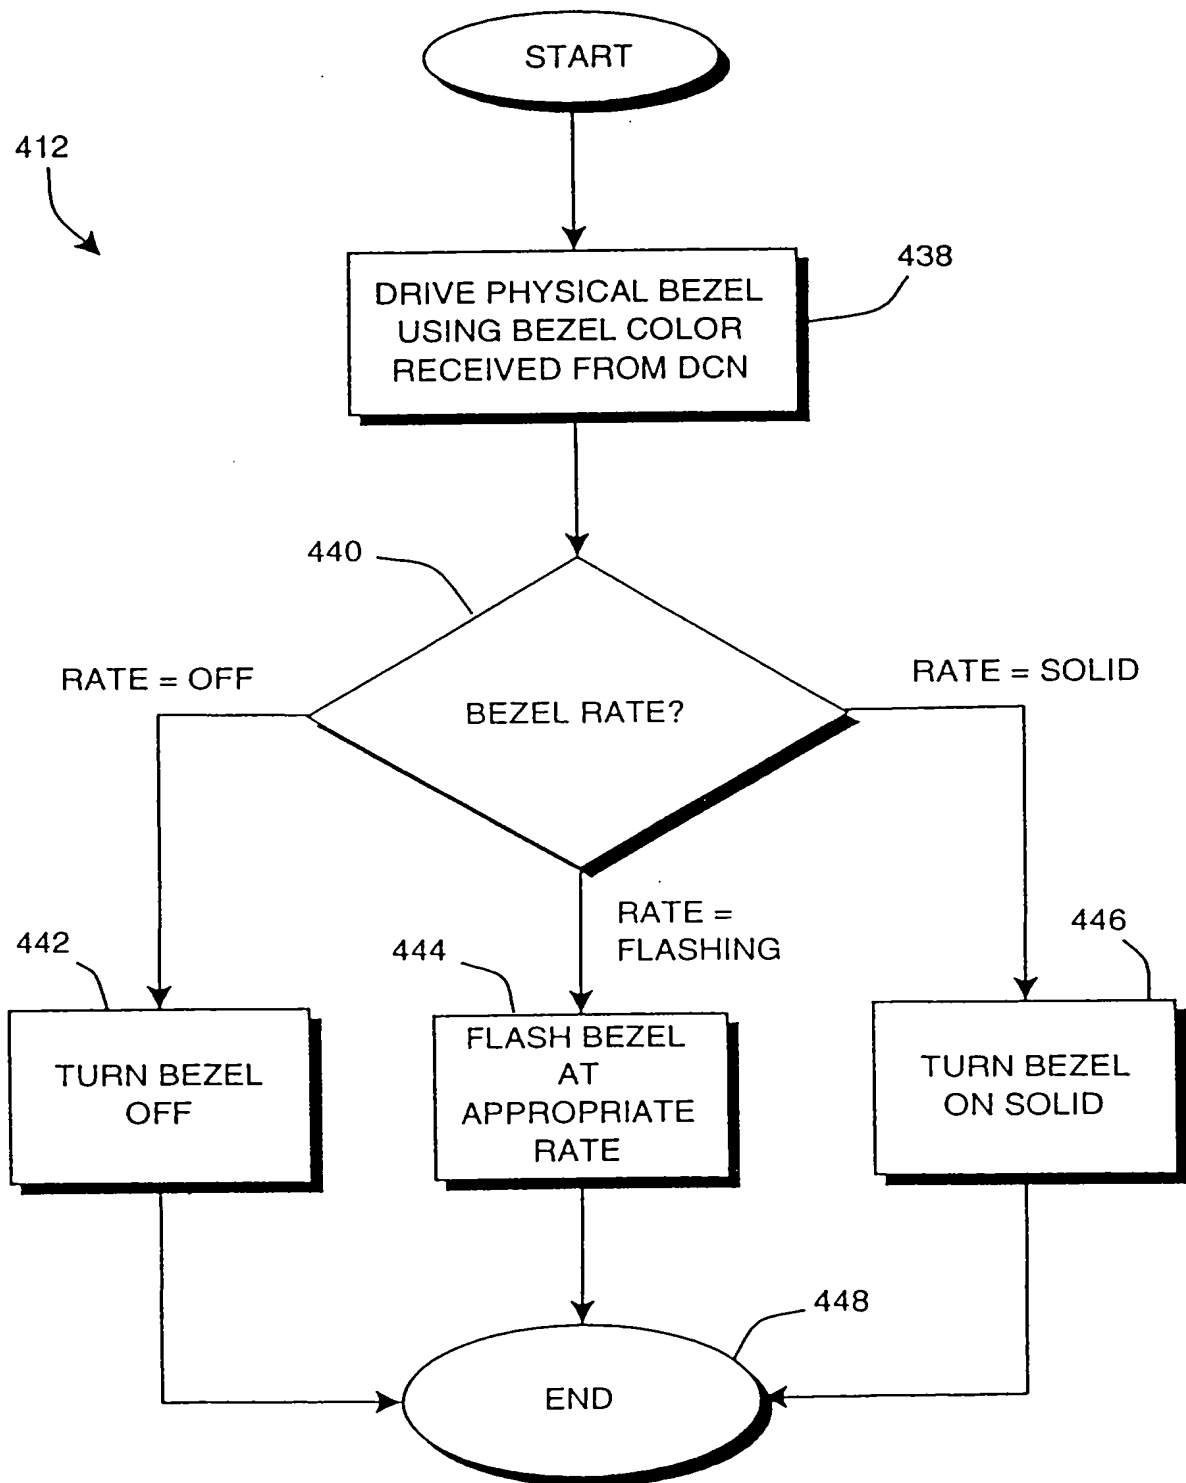 START
412
438
DRIVE PHYSICAL BEZEL
USING BEZEL COLOR
RECEIVED FROM DCN
440
RATE = OFF
RATE = SOLID
BEZEL RATE?
RATE =
FLASHING
442
444
446
TURN BEZEL
OFF
FLASH BEZEL
AT
APPROPRIATE
RATE
TURN BEZEL
ON SOLID
448
END